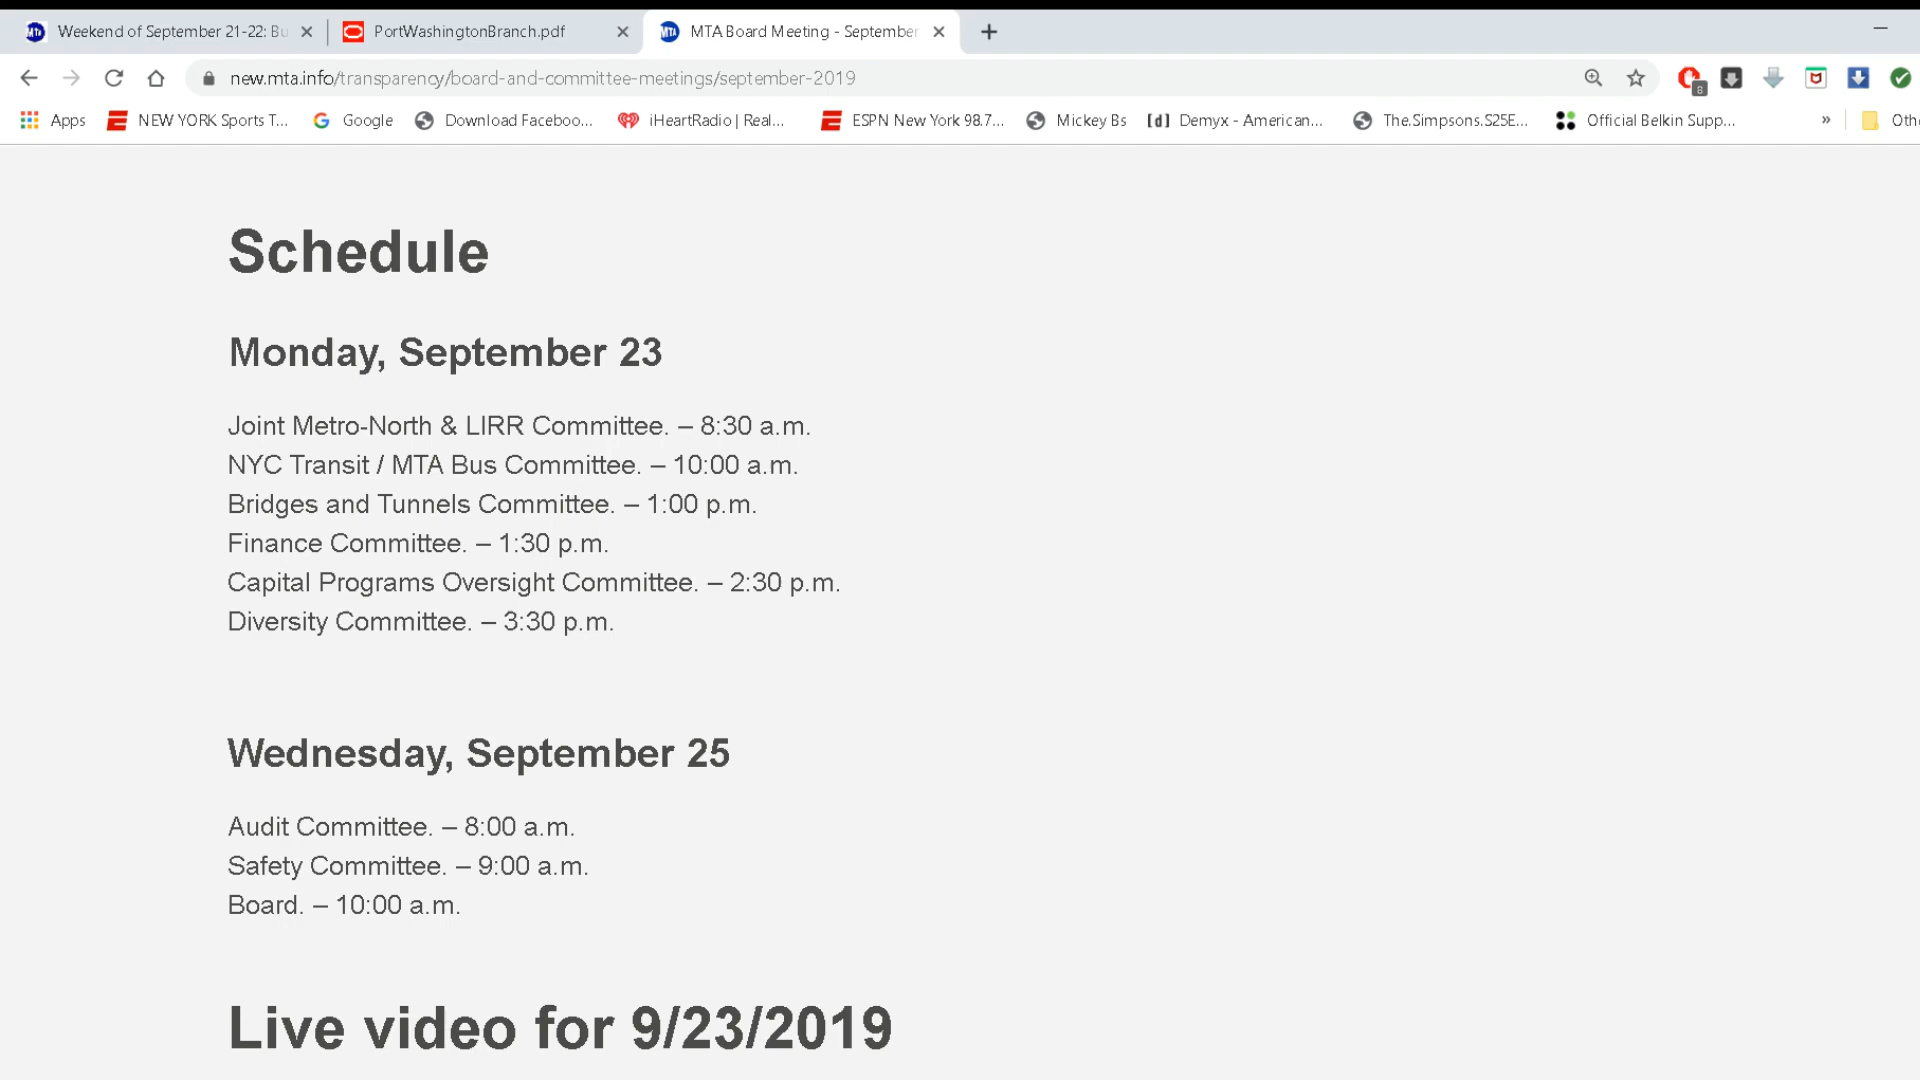 Weekend of September 21-22: Bu
PortWashingtonBranch.pdf
MTA Board Meeting - September
new.mta.info/transparency/board-and-committee-meetings/september-2019
8
Apps
NEW YORK Sports T...
Google
Download Faceboo...
iHeartRadio | Real...
ESPN New York 98.7...
Mickey Bs
[d] Demyx - American...
The.Simpsons.S25E...
Official Belkin Supp...
»
Oth
Schedule
Monday, September 23
Joint Metro-North & LIRR Committee. – 8:30 a.m.
NYC Transit / MTA Bus Committee. – 10:00 a.m.
Bridges and Tunnels Committee. – 1:00 p.m.
Finance Committee. – 1:30 p.m.
Capital Programs Oversight Committee. – 2:30 p.m.
Diversity Committee. – 3:30 p.m.
Wednesday, September 25
Audit Committee. – 8:00 a.m.
Safety Committee. – 9:00 a.m.
Board. – 10:00 a.m.
Live video for 9/23/2019